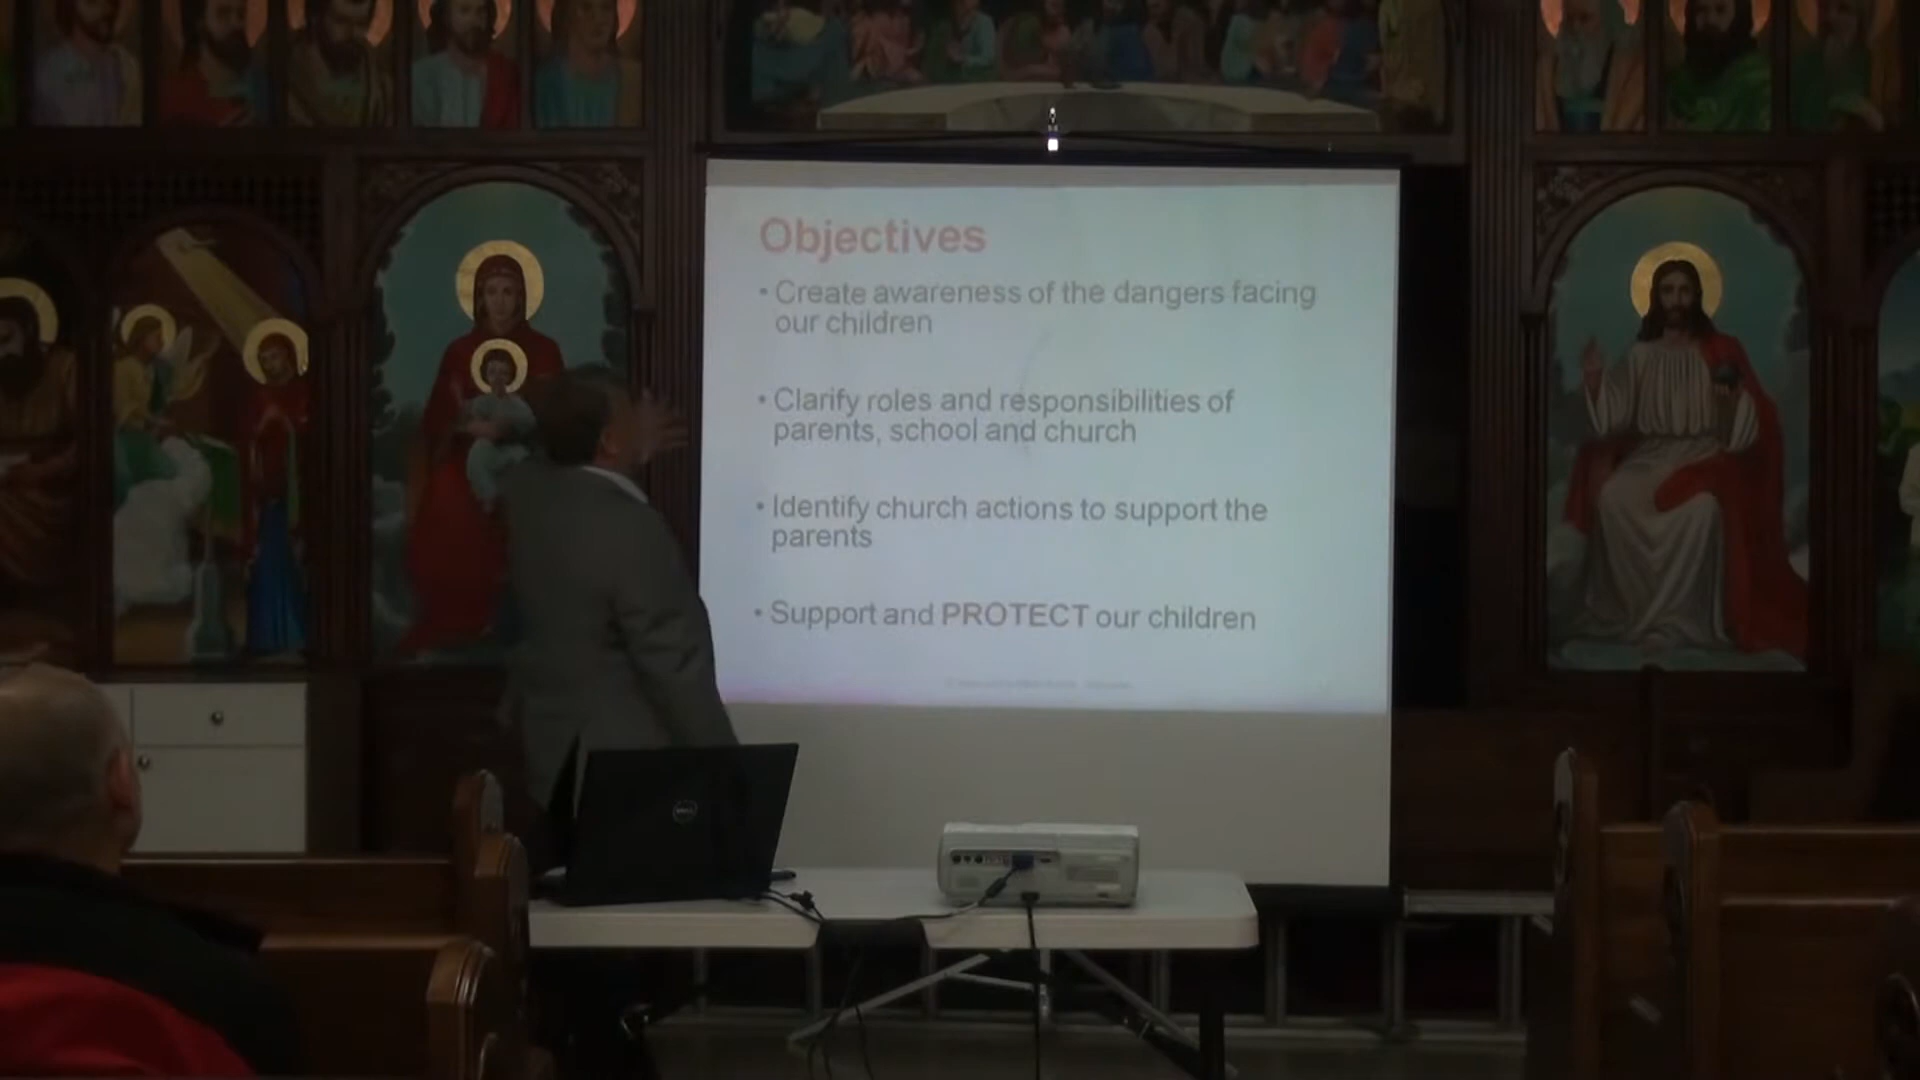 Objectives
• Create awareness of the dangers facing
our children
• Clarify roles and responsibilities of
parents, school and church
• Identify church actions to support the
parents
• Support and PROTECT our children
DELL